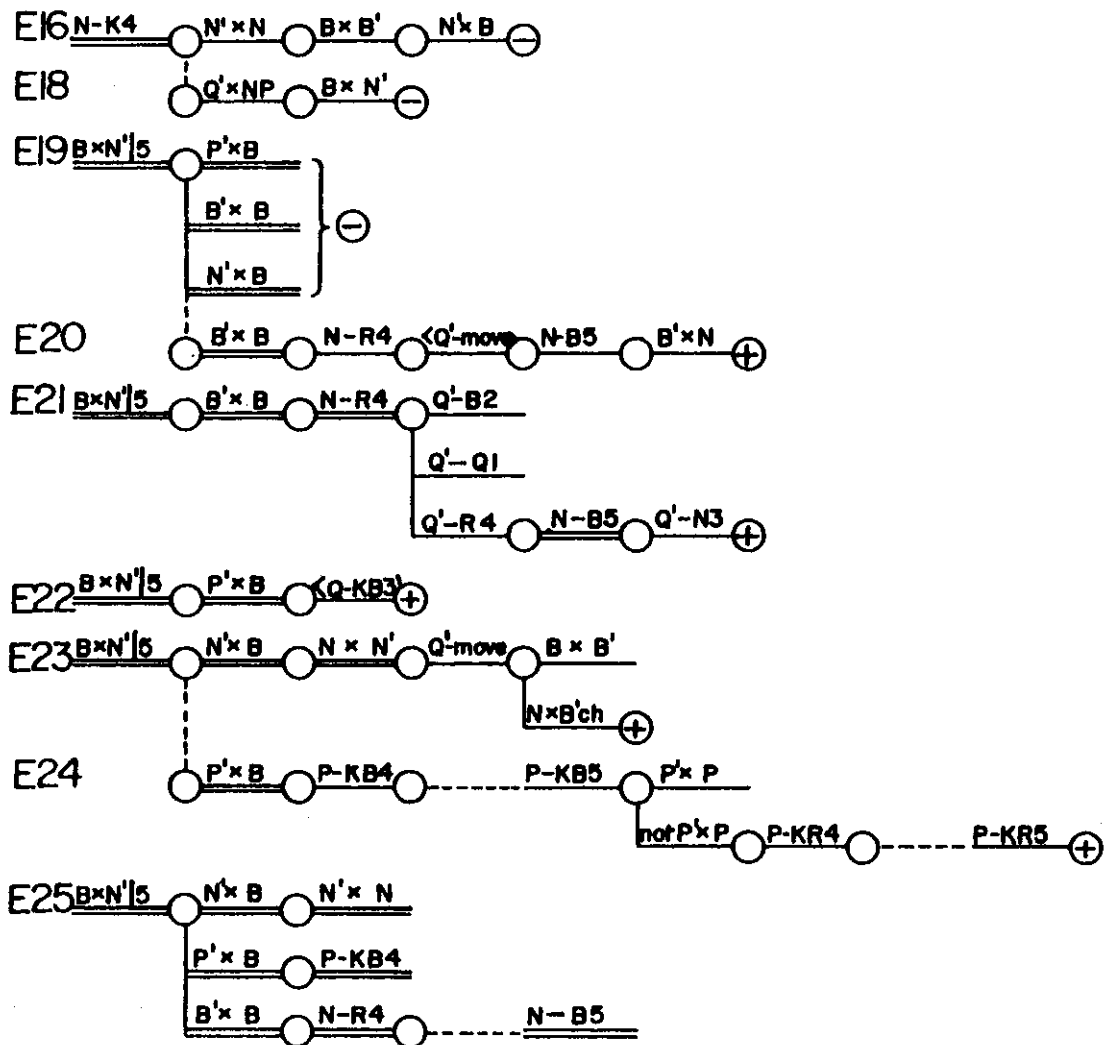 E16 N-K4 N'×N B×B' N'×B −
E18 Q'×NP B×N' −
E19 B×N'|5 P'×B
B'×B −
N'×B
E20 B'×B N-R4 <Q'-move N-B5 B'×N +
E21 B×N'|5 B'×B N-R4 Q'-B2
Q'-Q1
Q'-R4 N-B5 Q'-N3 +
E22 B×N'|5 P'×B <Q-KB3' +
E23 B×N'|5 N'×B N×N' Q'-move B×B'
N×B'ch +
E24 P'×B P-KB4 P-KB5 P'×P
not P'×P P-KR4 P-KR5 +
E25 B×N'|5 N'×B N'×N
P'×B P-KB4
B'×B N-R4 N-B5